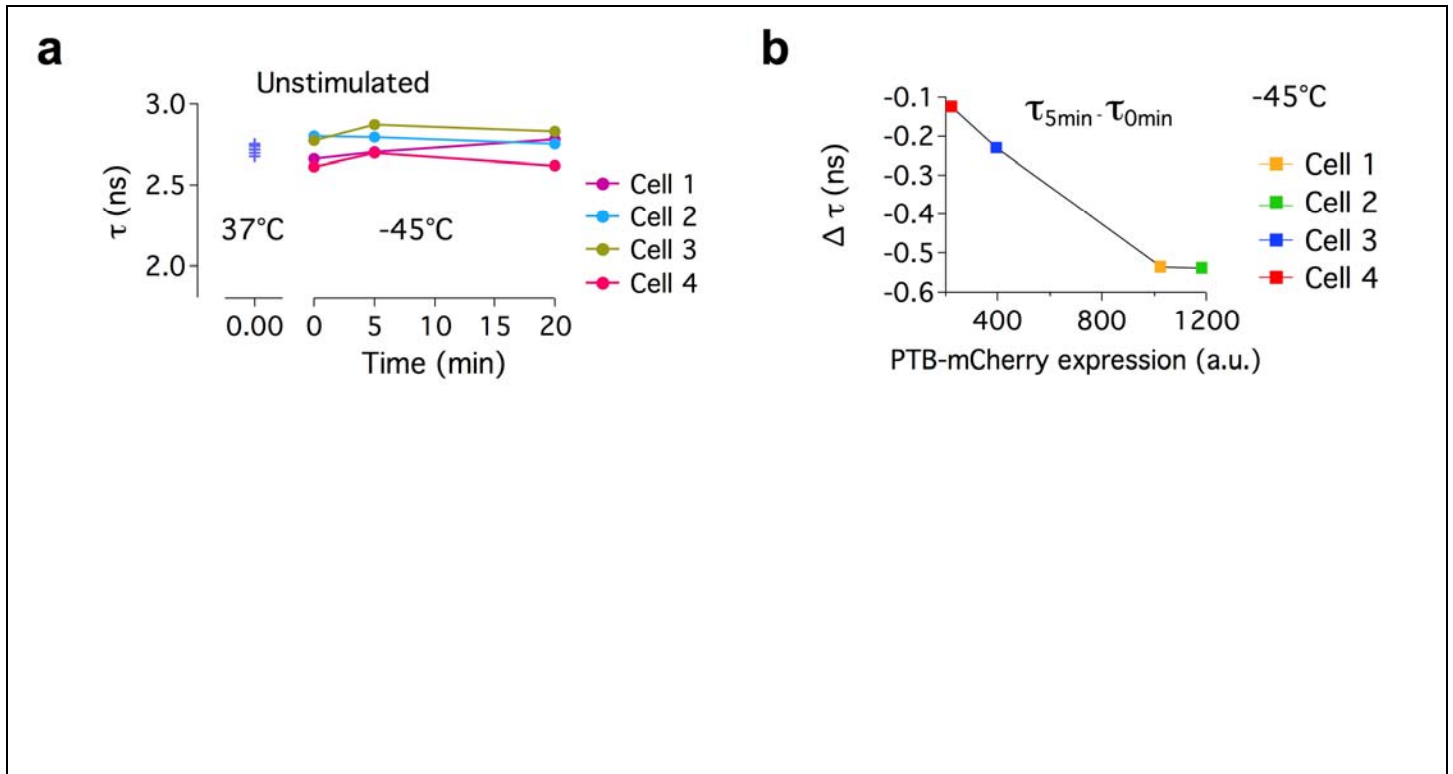 a
Unstimulated
3.0
2.5
2.0
τ (ns)
37°C
-45°C
0.00
0
5
10
15
20
Time (min)
Cell 1
Cell 2
Cell 3
Cell 4
b
-0.1
-0.2
-0.3
-0.4
-0.5
-0.6
Δ τ (ns)
τ5min - τ0min
-45°C
400
800
1200
PTB-mCherry expression (a.u.)
Cell 1
Cell 2
Cell 3
Cell 4